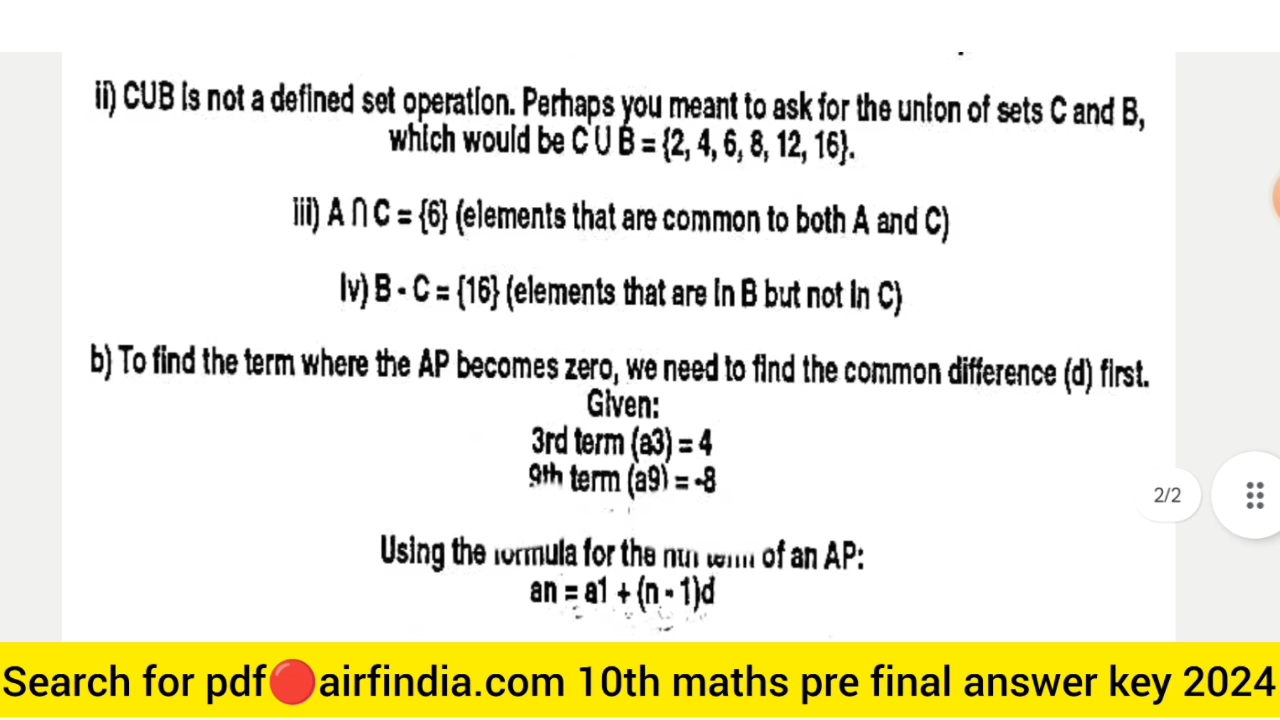 ii) CUB is not a defined set operation. Perhaps you meant to ask for the union of sets C and B,
which would be C U B = {2, 4, 6, 8, 12, 16}.
iii) A ∩ C = {6} (elements that are common to both A and C)
iv) B - C = {16} (elements that are in B but not in C)
b) To find the term where the AP becomes zero, we need to find the common difference (d) first.
Given:
3rd term (a3) = 4
9th term (a9) = -8
2/2
Using the formula for the nth term of an AP:
an = a1 + (n - 1)d
Search for pdf🔴airfindia.com 10th maths pre final answer key 2024